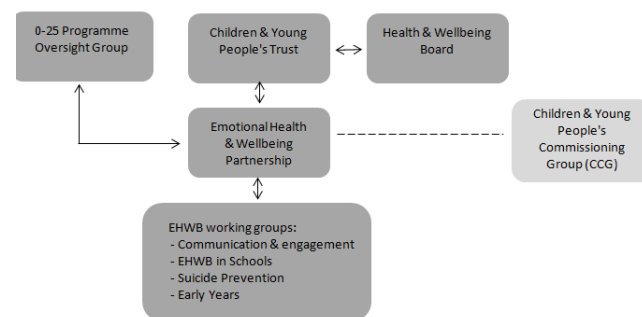 0-25 Programme
Oversight Group
Children & Young
People's Trust
Health & Wellbeing
Board
Emotional Health
& Wellbeing
Partnership
Children & Young
People's
Commissioning
Group (CCG)
EHWB working groups:
- Communication & engagement
- EHWB in Schools
- Suicide Prevention
- Early Years